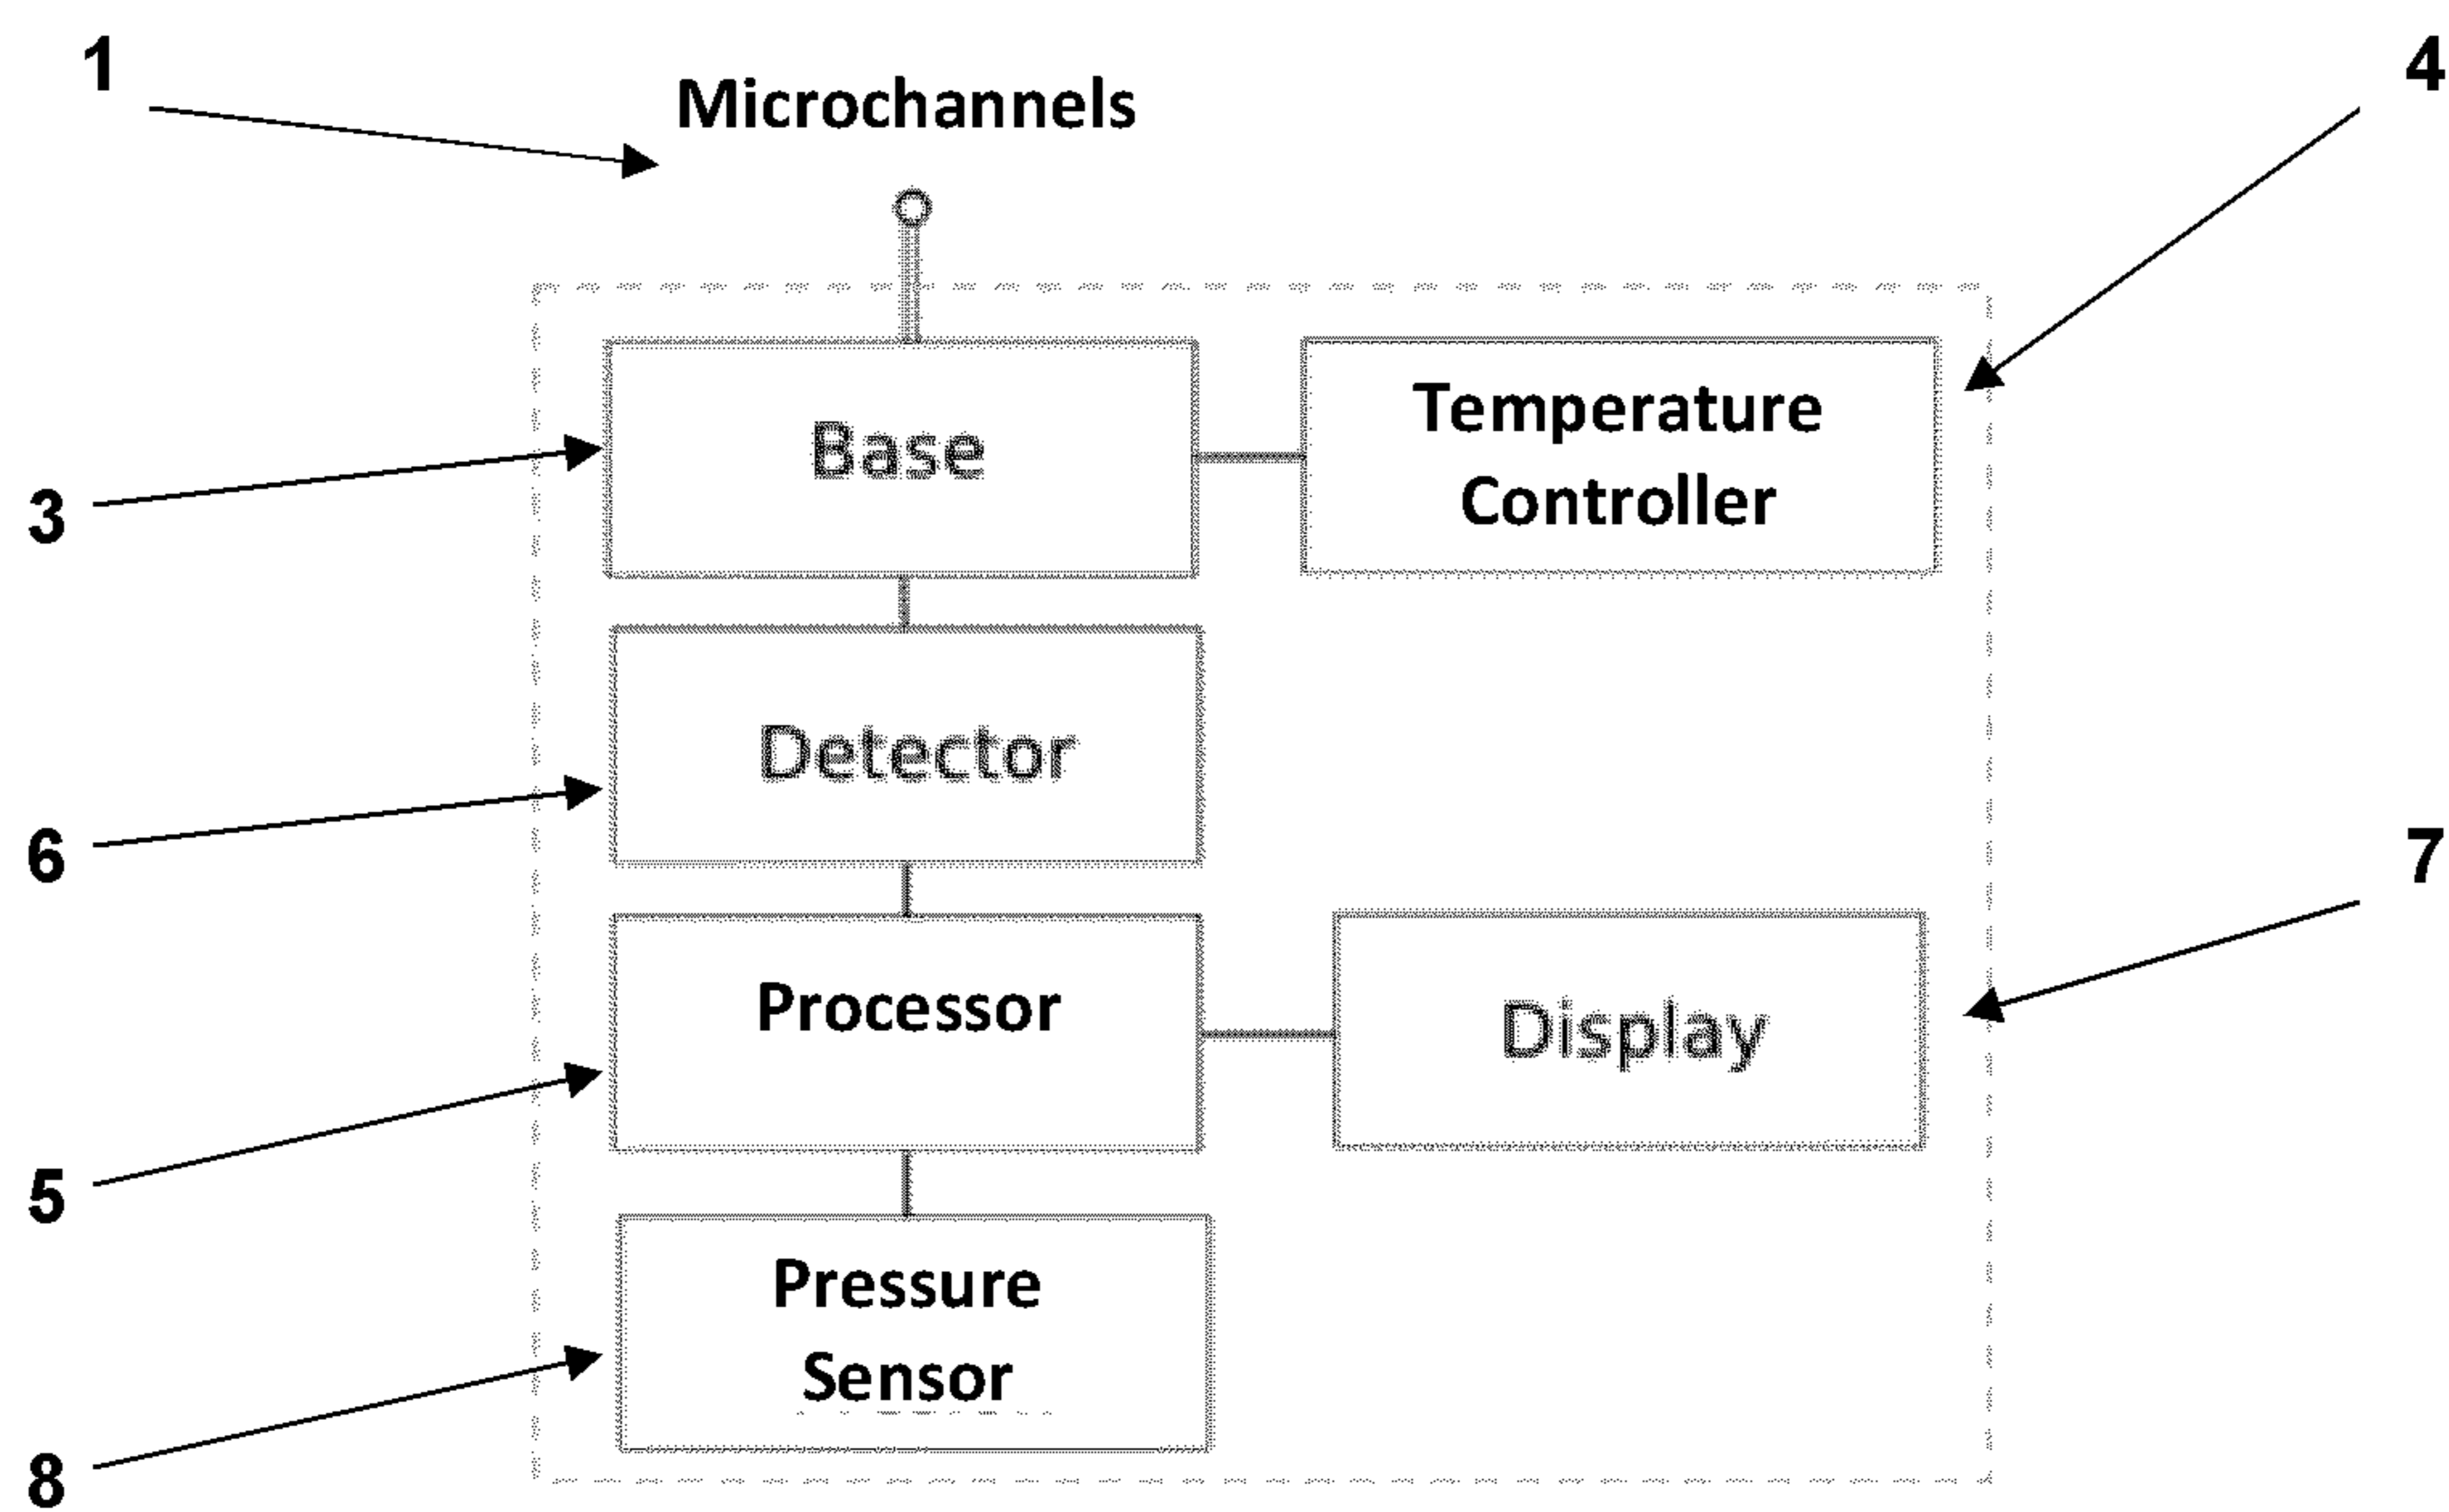 1
Microchannels
4
Base
Temperature
Controller
3
Detector
6
7
Processor
Display
5
Pressure
Sensor
8